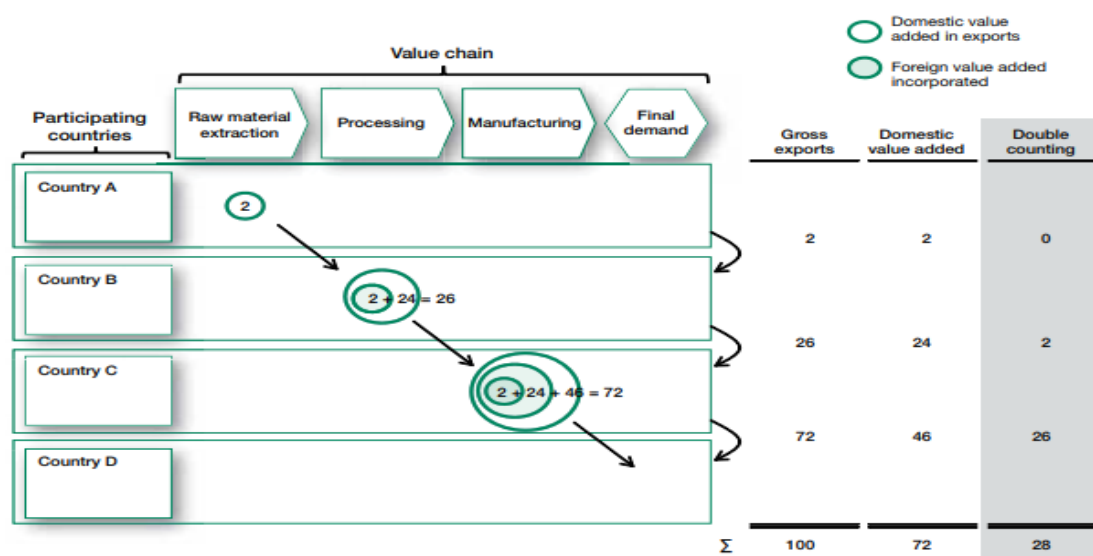 Domestic value
added in exports
Foreign value added
incorporated
Value chain
Participating
countries
Raw material
extraction
Processing
Manufacturing
Final
demand
Gross
exports
Domestic
value added
Double
counting
Country A
2
2 2 0
Country B
2 + 24 = 26
26 24 2
Country C
2 + 24 + 46 = 72
72 46 26
Country D
Σ 100 72 28